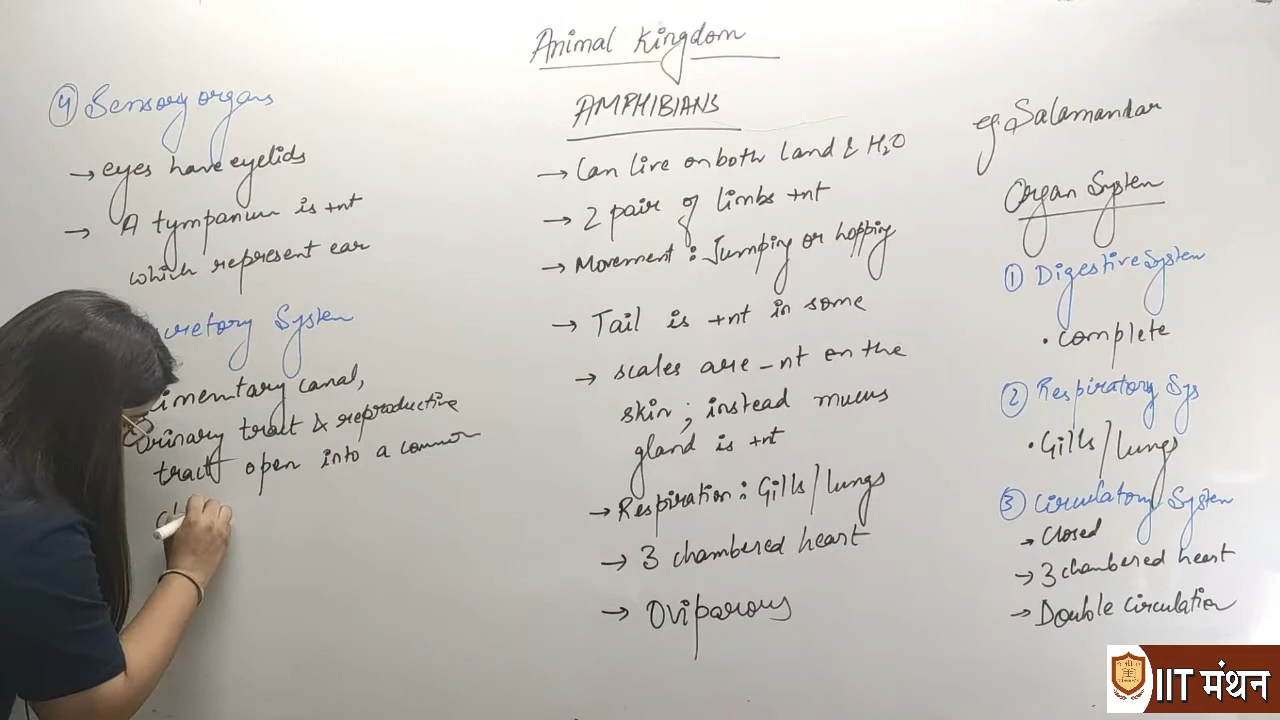 Animal Kingdom
AMPHIBIANS
→ Can live on both land & H₂O
→ 2 pair of limbs +nt
→ Movement : Jumping or hopping
→ Tail is +nt in some
→ scales are -nt on the
skin ; instead mucus
gland is +nt
→ Respiration : Gills/lungs
→ 3 chambered heart
→ Oviparous
eg. Salamandar
Organ System
① Digestive System
• complete
② Respiratory Sys
• Gills/lungs
③ Circulatory System
→ Closed
→ 3 chambered heart
→ Double circulation
④ Sensory organs
→ eyes have eyelids
→ A tympanum is +nt
which represent ear
cretory System
imentary canal,
urinary tract & reproductive
tract open into a common
IIT मंथन